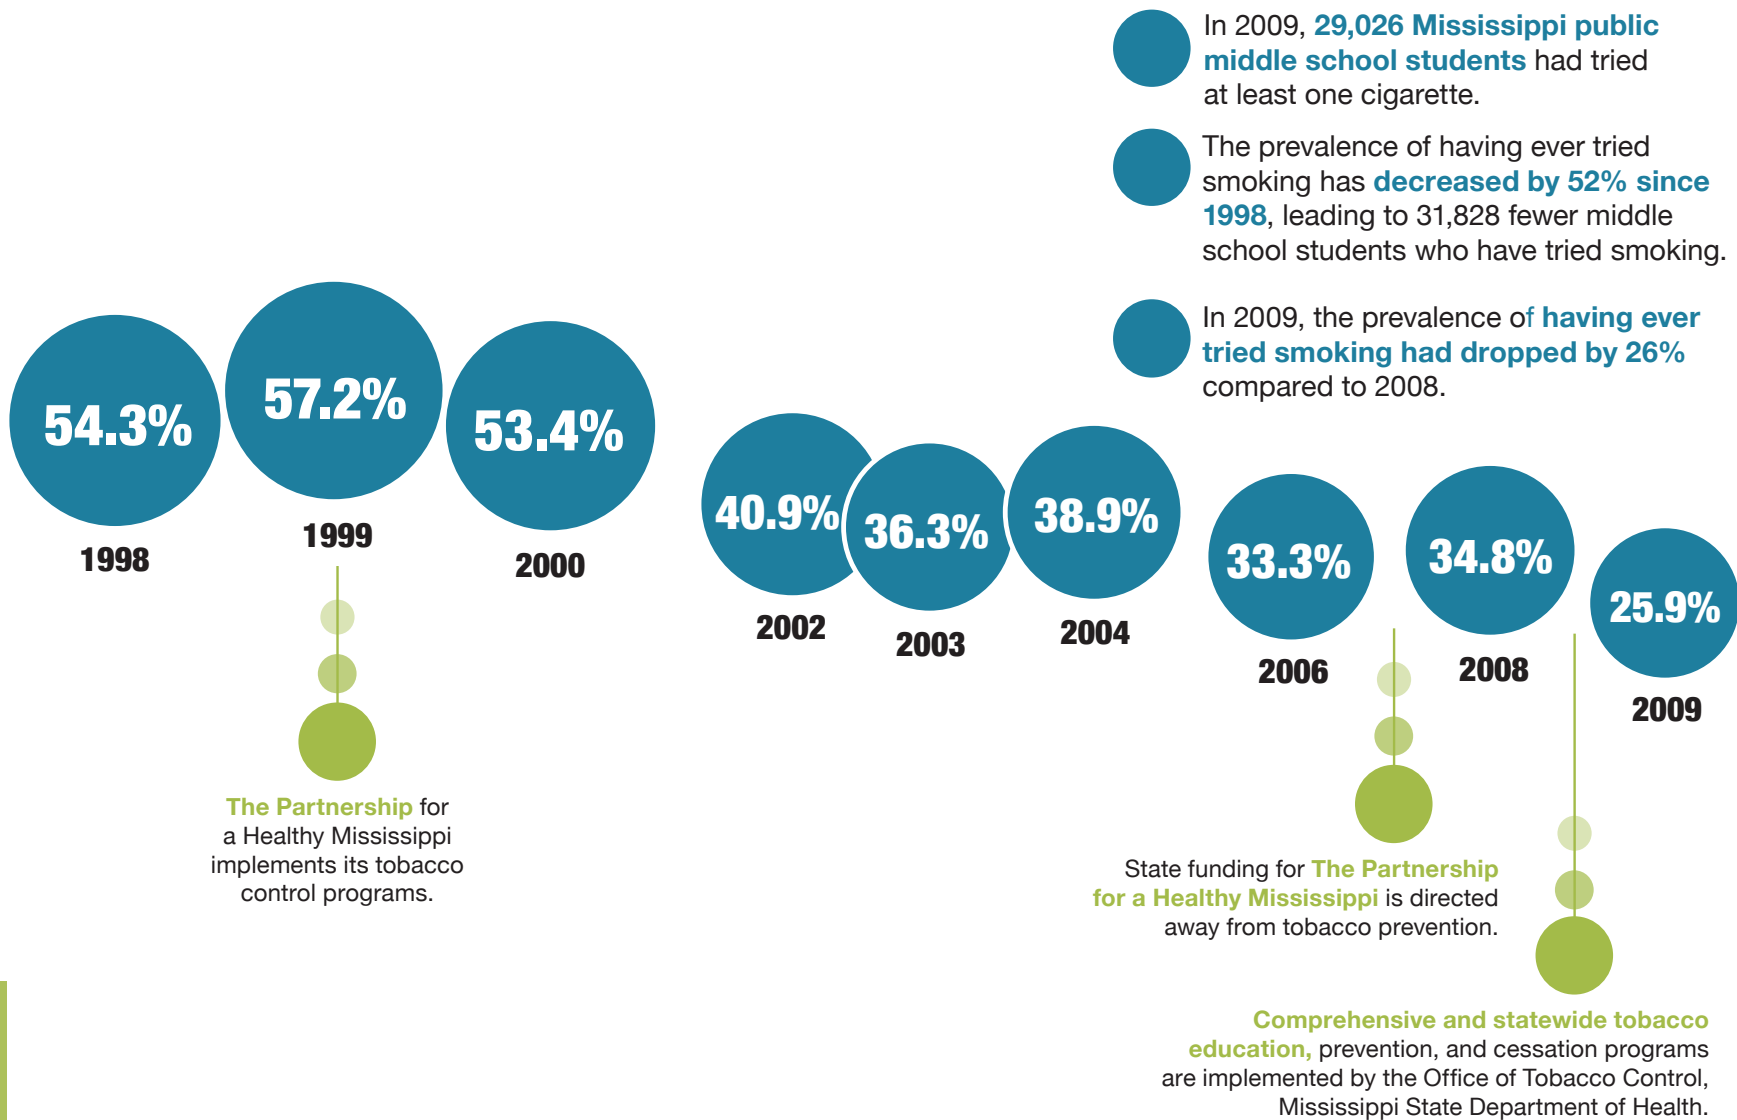 In 2009, 29,026 Mississippi public
middle school students had tried
at least one cigarette.
The prevalence of having ever tried
smoking has decreased by 52% since
1998, leading to 31,828 fewer middle
school students who have tried smoking.
In 2009, the prevalence of having ever
tried smoking had dropped by 26%
compared to 2008.
54.3%
1998
57.2%
1999
53.4%
2000
40.9%
2002
36.3%
2003
38.9%
2004
33.3%
2006
34.8%
2008
25.9%
2009
The Partnership for
a Healthy Mississippi
implements its tobacco
control programs.
State funding for The Partnership
for a Healthy Mississippi is directed
away from tobacco prevention.
Comprehensive and statewide tobacco
education, prevention, and cessation programs
are implemented by the Office of Tobacco Control,
Mississippi State Department of Health.